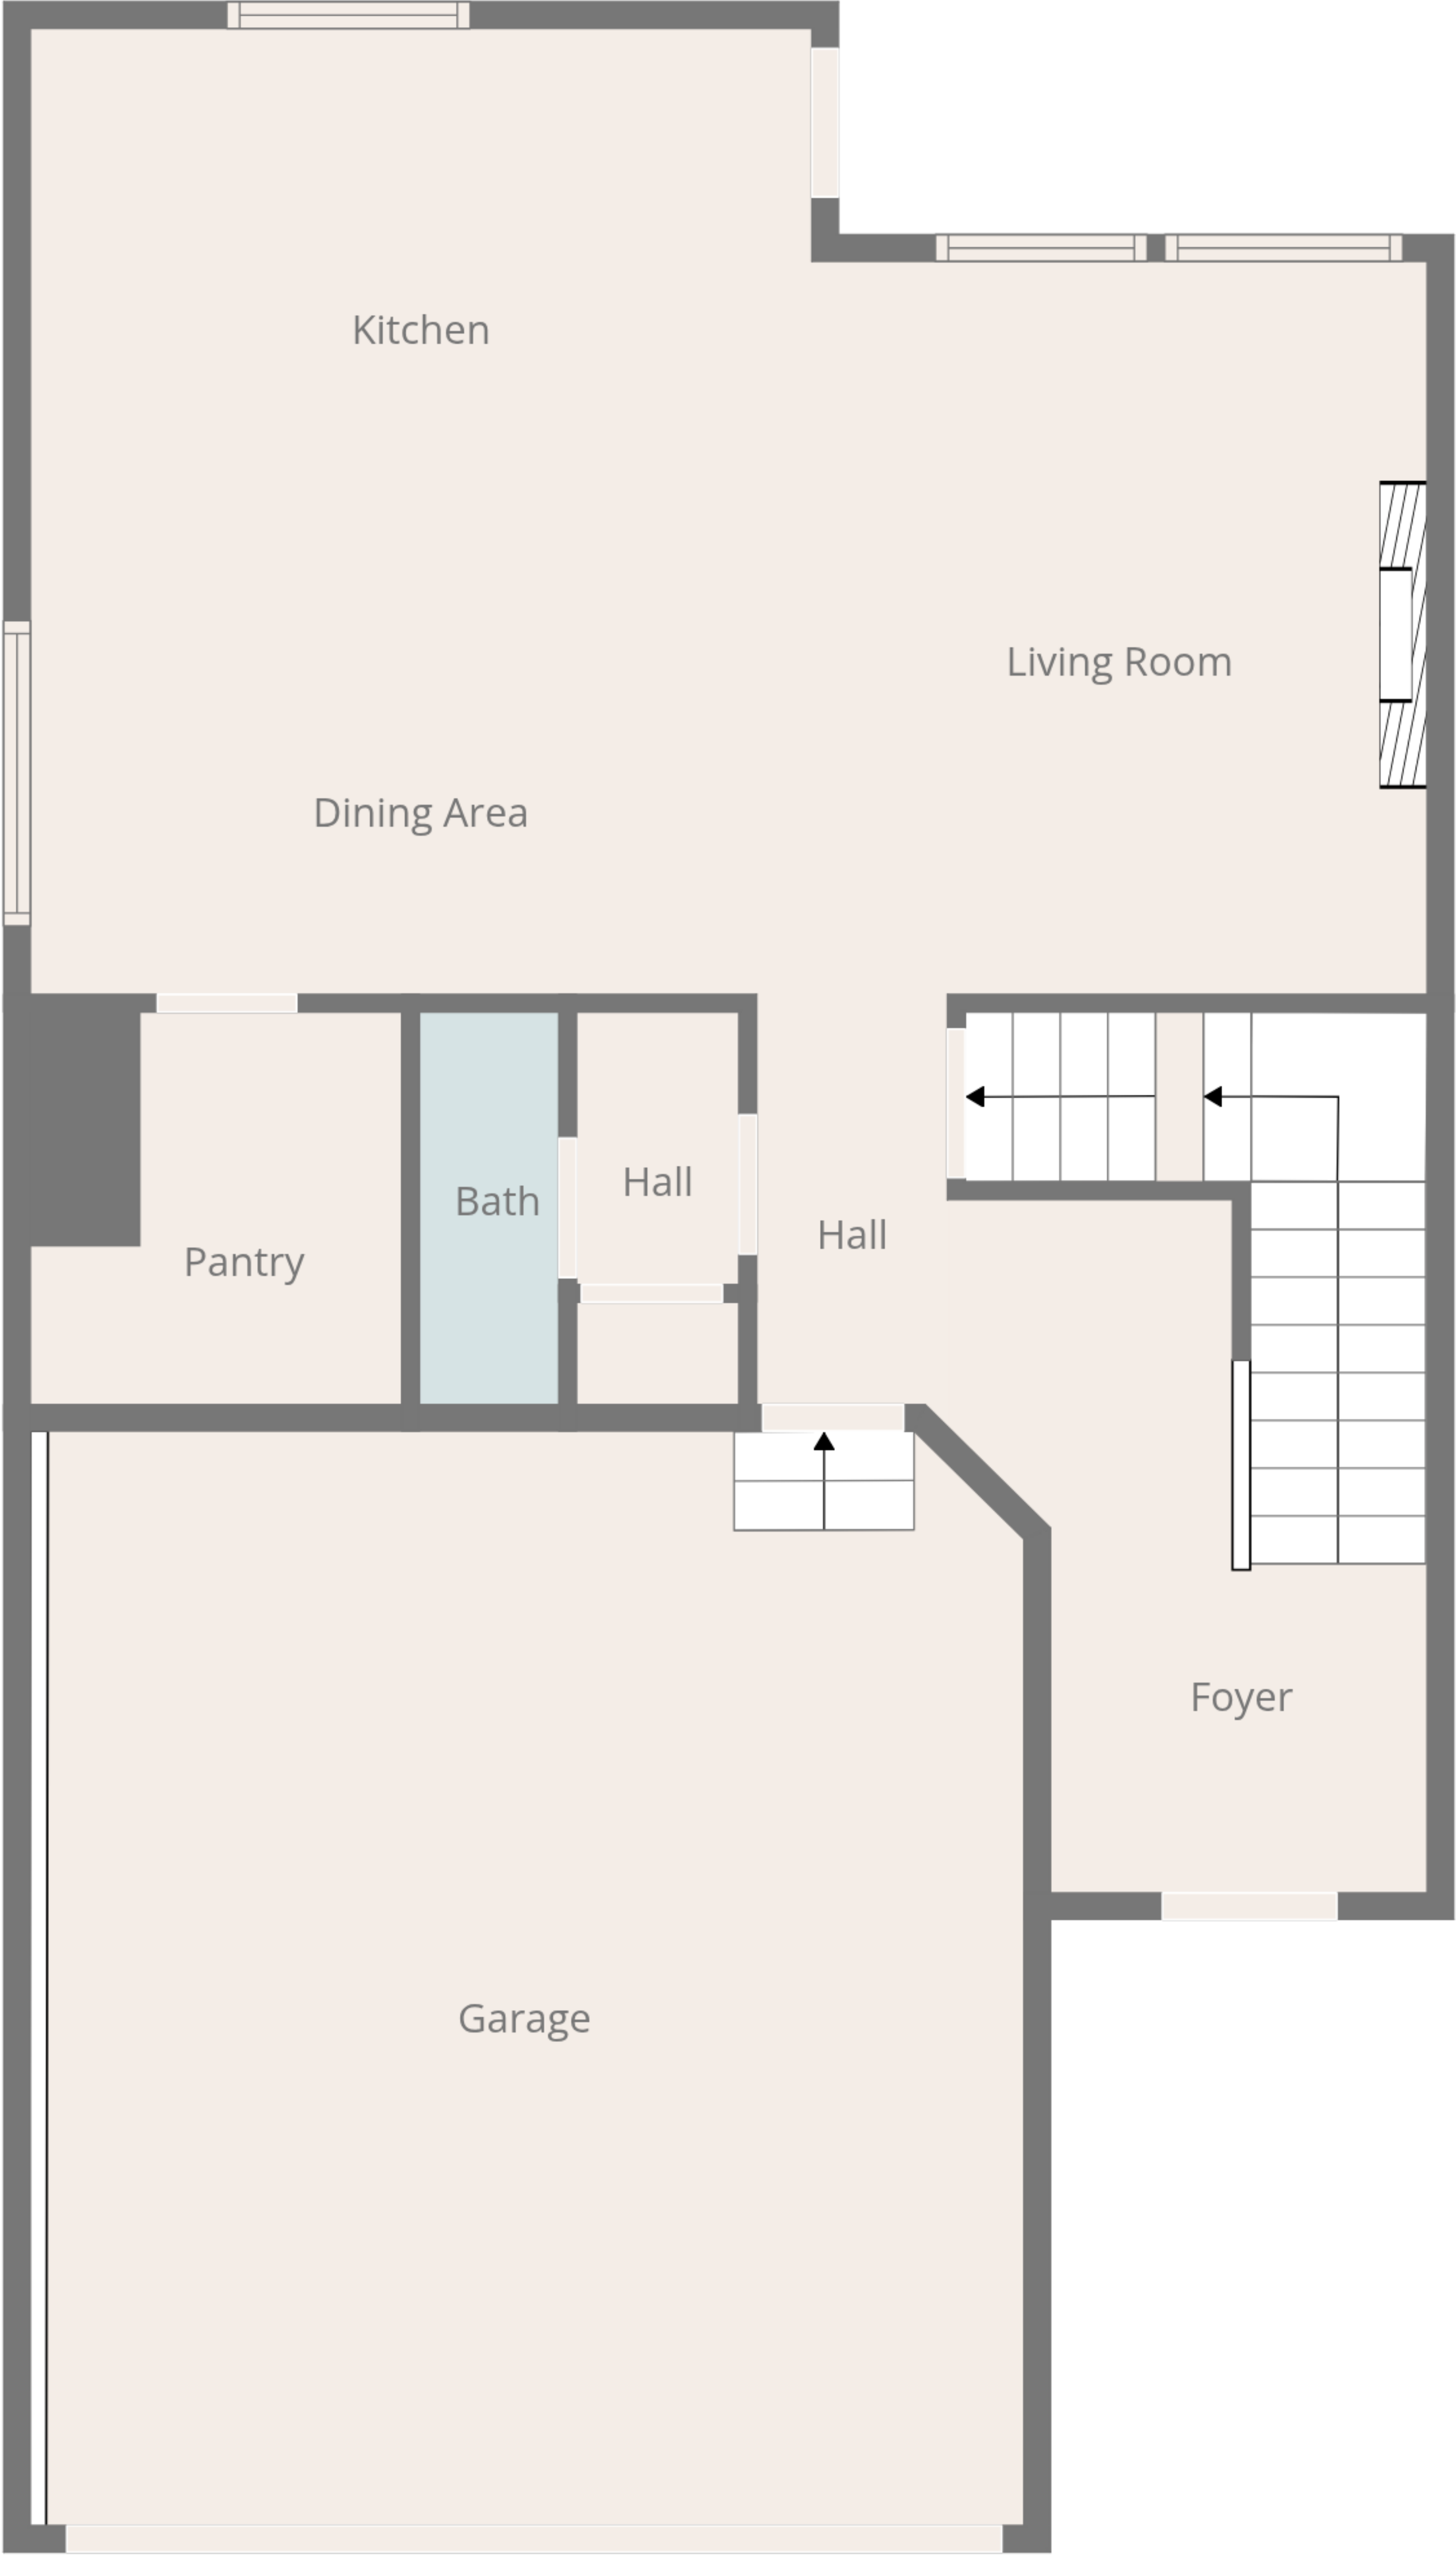 Kitchen
Living Room
Dining Area
Hall
Bath
Hall
Pantry
Foyer
Garage